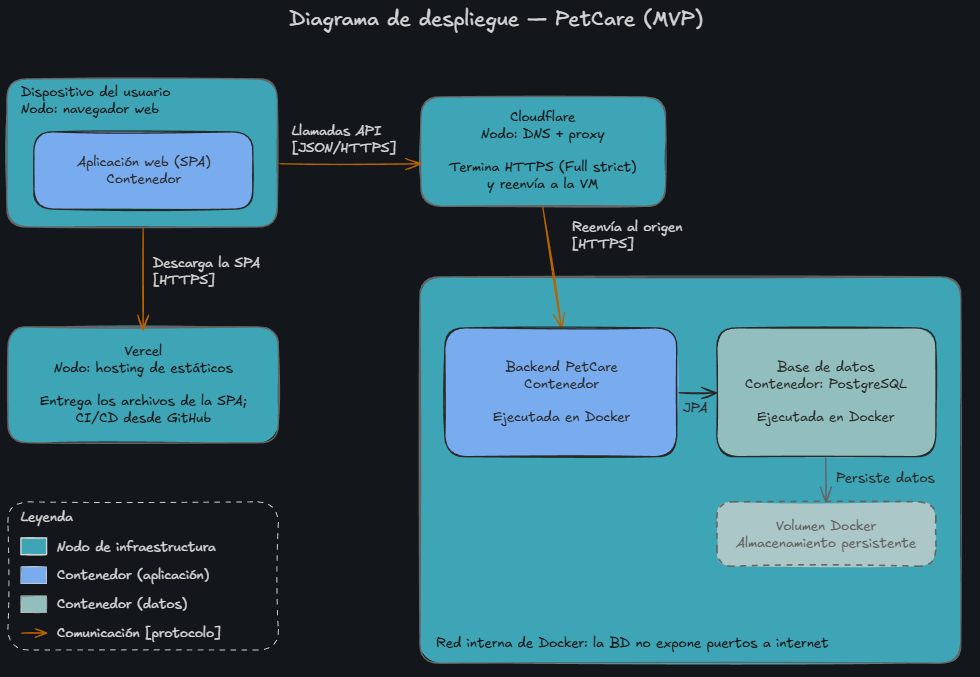 Diagrama de despliegue — PetCare (MVP)
Dispositivo del usuario
Nodo: navegador web
Aplicación web (SPA)
Contenedor
Llamadas API
[JSON/HTTPS]
Cloudflare
Nodo: DNS + proxy
Termina HTTPS (Full strict)
y reenvía a la VM
Descarga la SPA
[HTTPS]
Reenvía al origen
[HTTPS]
Vercel
Nodo: hosting de estáticos
Entrega los archivos de la SPA;
CI/CD desde GitHub
Backend PetCare
Contenedor
Ejecutada en Docker
JPA
Base de datos
Contenedor: PostgreSQL
Ejecutada en Docker
Persiste datos
Volumen Docker
Almacenamiento persistente
Red interna de Docker: la BD no expone puertos a internet
Leyenda
Nodo de infraestructura
Contenedor (aplicación)
Contenedor (datos)
Comunicación [protocolo]